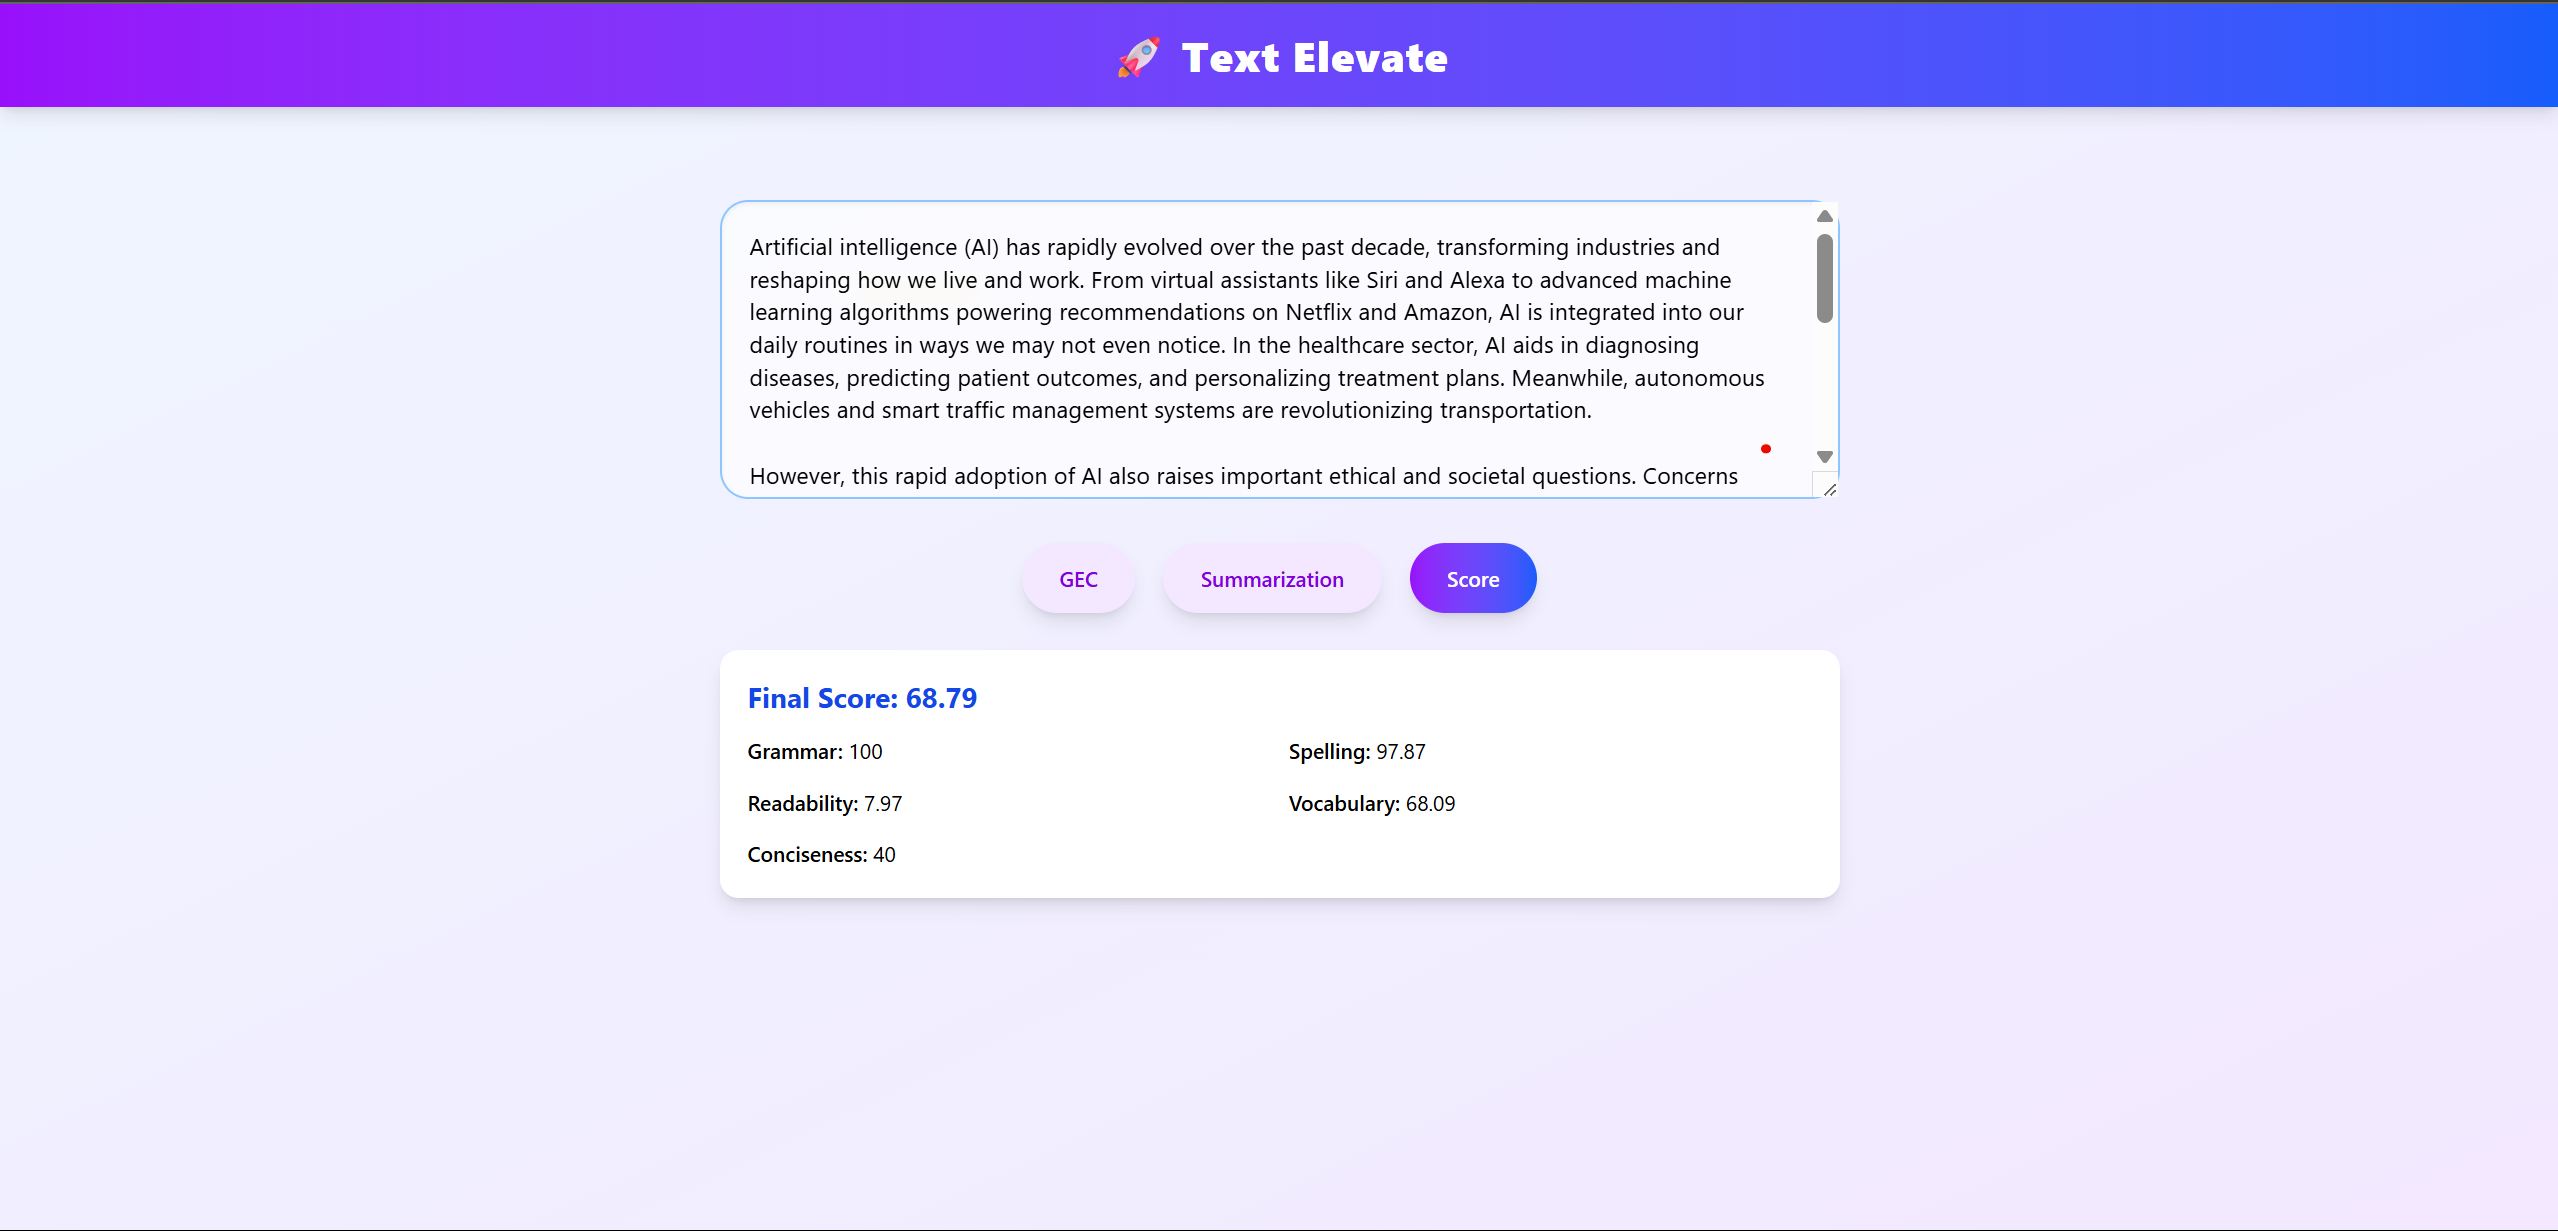 🚀 Text Elevate
Artificial intelligence (AI) has rapidly evolved over the past decade, transforming industries and
reshaping how we live and work. From virtual assistants like Siri and Alexa to advanced machine
learning algorithms powering recommendations on Netflix and Amazon, AI is integrated into our
daily routines in ways we may not even notice. In the healthcare sector, AI aids in diagnosing
diseases, predicting patient outcomes, and personalizing treatment plans. Meanwhile, autonomous
vehicles and smart traffic management systems are revolutionizing transportation.
However, this rapid adoption of AI also raises important ethical and societal questions. Concerns
GEC
Summarization
Score
Final Score: 68.79
Grammar: 100
Spelling: 97.87
Readability: 7.97
Vocabulary: 68.09
Conciseness: 40